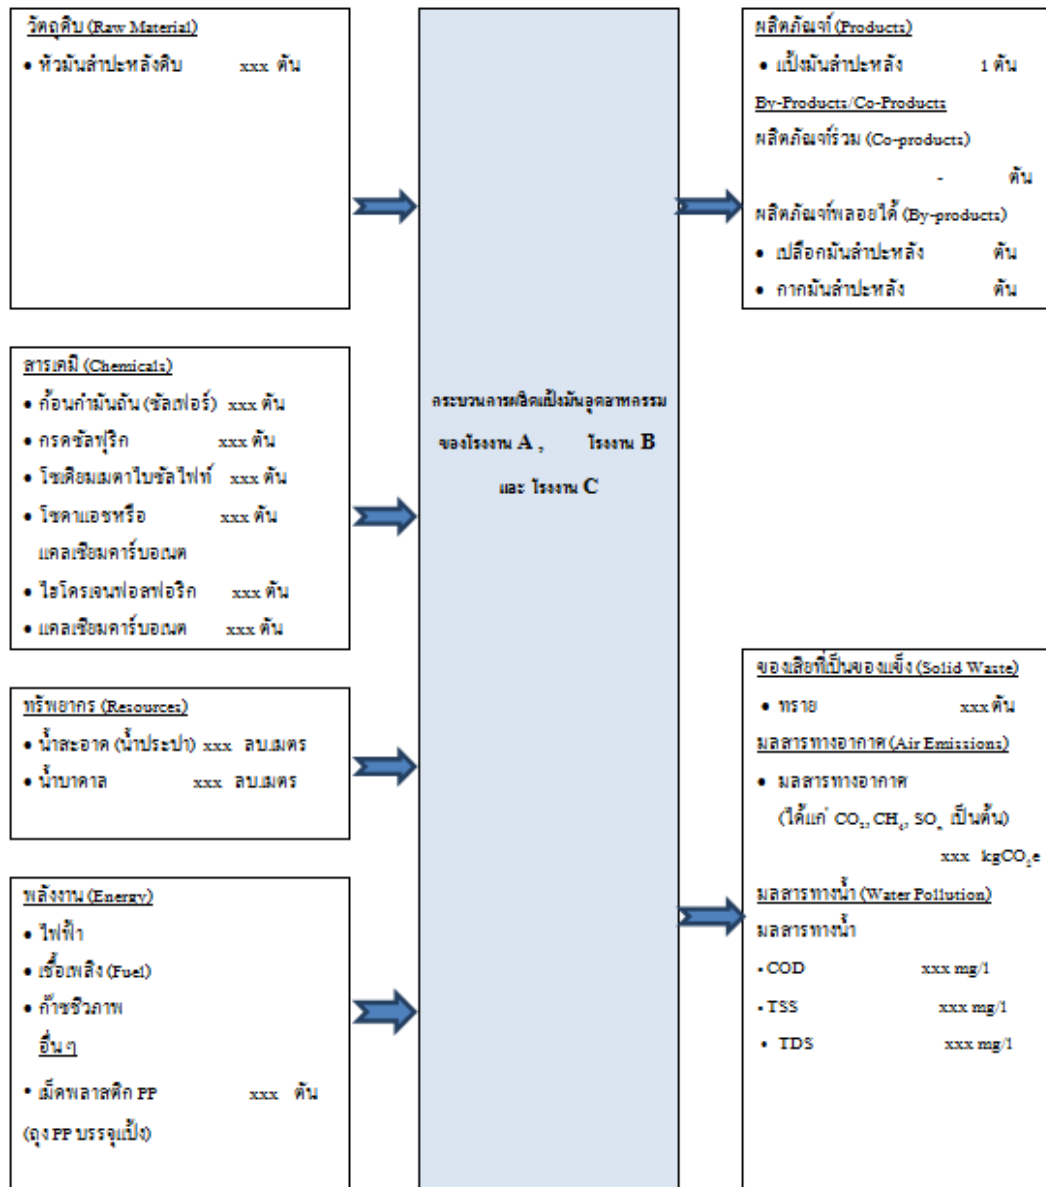 วัตถุดิบ (Raw Material)
• หัวมันสำปะหลังดิบ xxx ตัน
สารเคมี (Chemicals)
• ก้อนกำมันถัน (ซัลเฟอร์) xxx ตัน
• กรดซัลฟุริก xxx ตัน
• โซเดียมเมตาไบซัลไฟท์ xxx ตัน
• โซดาแอชหรือ xxx ตัน
แคลเซียมคาร์บอเนต
• ไฮโดรเจนฟอสฟอริก xxx ตัน
• แคลเซียมคาร์บอเนต xxx ตัน
ทรัพยากร (Resources)
• น้ำสะอาด (น้ำประปา) xxx ลบ.เมตร
• น้ำบาดาล xxx ลบ.เมตร
พลังงาน (Energy)
• ไฟฟ้า
• เชื้อเพลิง (Fuel)
• ก๊าซชีวภาพ
อื่น ๆ
• เม็ดพลาสติก PP xxx ตัน
(ถุง PP บรรจุแป้ง)
กระบวนการผลิตแป้งมันอุตสาหกรรม
ของโรงงาน A , โรงงาน B
และ โรงงาน C
ผลิตภัณฑ์ (Products)
• แป้งมันสำปะหลัง 1 ตัน
By-Products/Co-Products
ผลิตภัณฑ์ร่วม (Co-products)
- ตัน
ผลิตภัณฑ์พลอยได้ (By-products)
• เปลือกมันสำปะหลัง ตัน
• กากมันสำปะหลัง ตัน
ของเสียที่เป็นของแข็ง (Solid Waste)
• ทราย xxx ตัน
มลสารทางอากาศ (Air Emissions)
• มลสารทางอากาศ
(ได้แก่ CO₂, CH₄, SOₓ เป็นต้น)
xxx kgCO₂e
มลสารทางน้ำ (Water Pollution)
มลสารทางน้ำ
• COD xxx mg/l
• TSS xxx mg/l
• TDS xxx mg/l